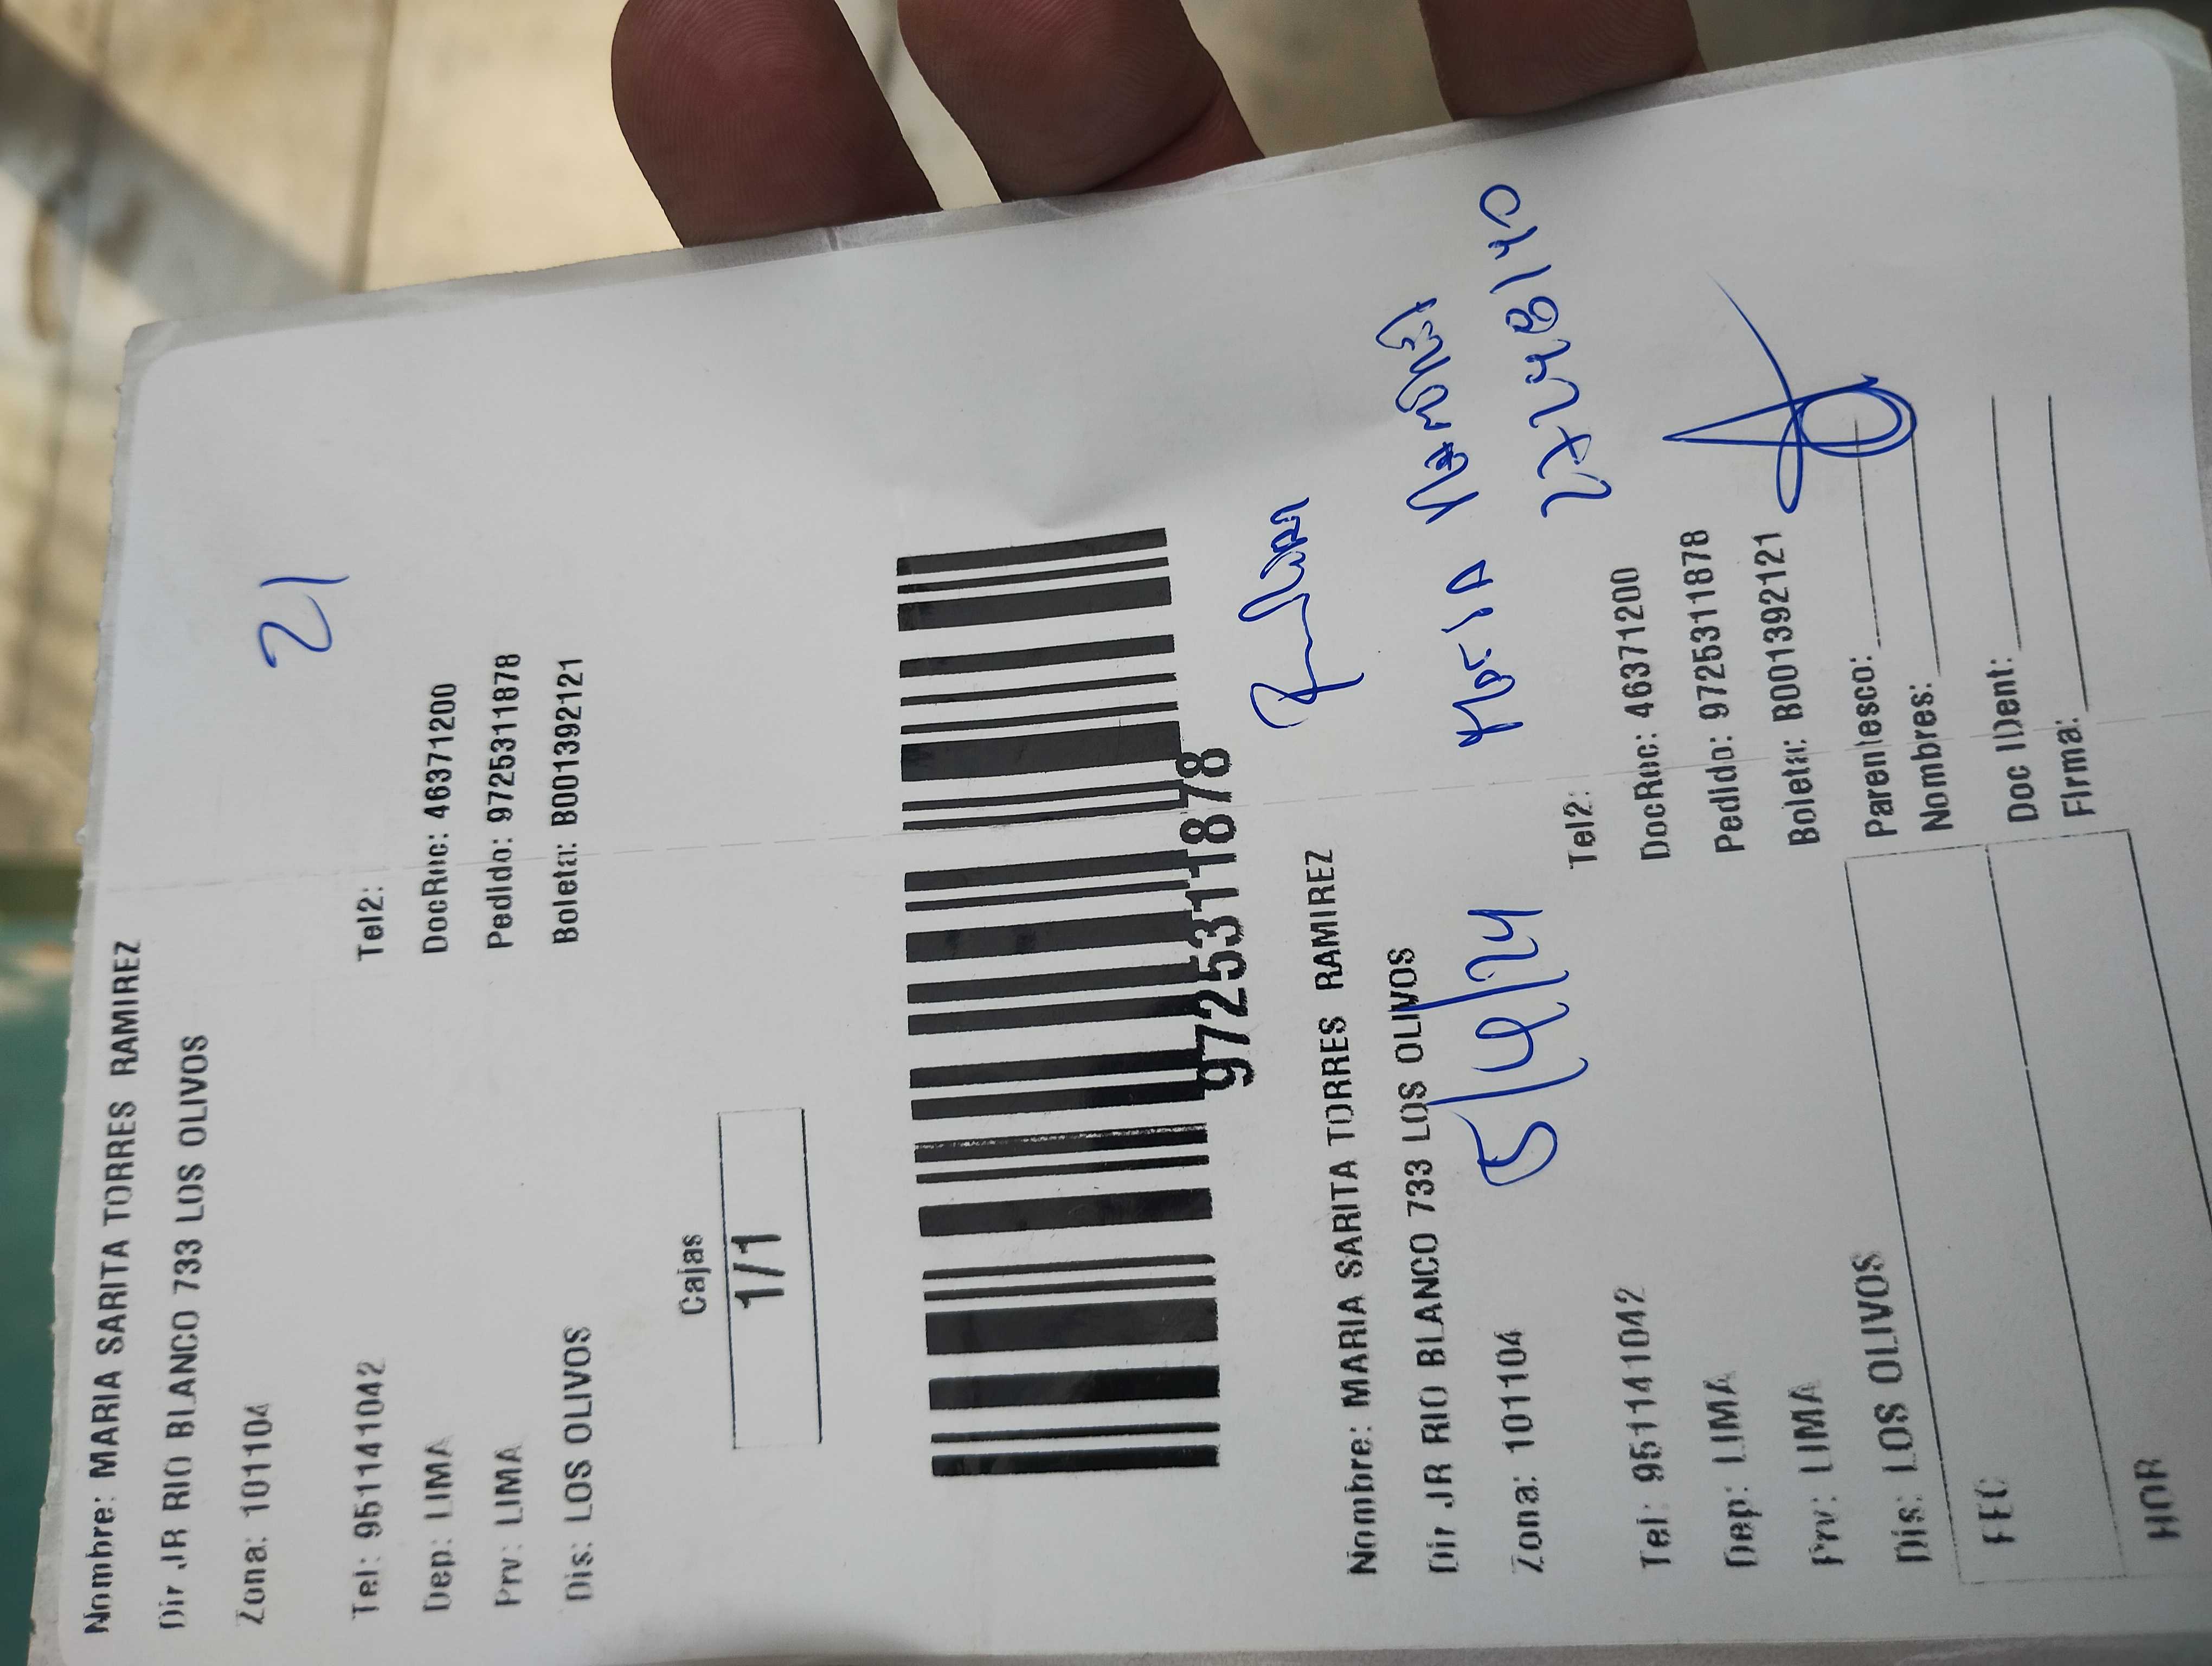 Nombre: MARIA SARITA TORRES RAMIREZ
Dir JR RIO BLANCO 733 LOS OLIVOS
Zona: 101104
21
Tel: 951141042 Tel2:
Dep: LIMA DocRuc: 46371200
Prv: LIMA Pedido: 972531 1878
Dis: LOS OLIVOS Boleta: B001392121
Cajas
1/1
9725311878
Nombre: MARIA SARITA TORRES RAMIREZ
Dir JR RIO BLANCO 733 LOS OLIVOS
Zona: 101104 5/4/24
Tel: 951141042 Tel2:
Dep: LIMA DocRuc: 46371200
Prv: LIMA Pedido: 9725311878
Dis: LOS OLIVOS Boleta: B001392121
FEC Parentesco:
Nombres:
HOR Doc IDent:
Firma: